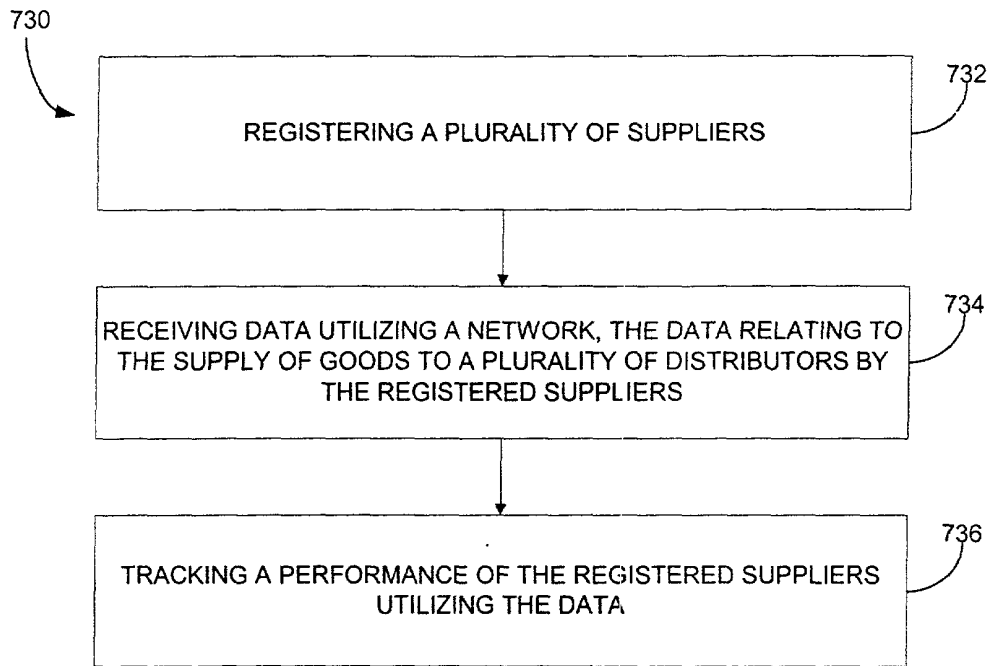 730
732
REGISTERING A PLURALITY OF SUPPLIERS
734
RECEIVING DATA UTILIZING A NETWORK, THE DATA RELATING TO
THE SUPPLY OF GOODS TO A PLURALITY OF DISTRIBUTORS BY
THE REGISTERED SUPPLIERS
736
TRACKING A PERFORMANCE OF THE REGISTERED SUPPLIERS
UTILIZING THE DATA